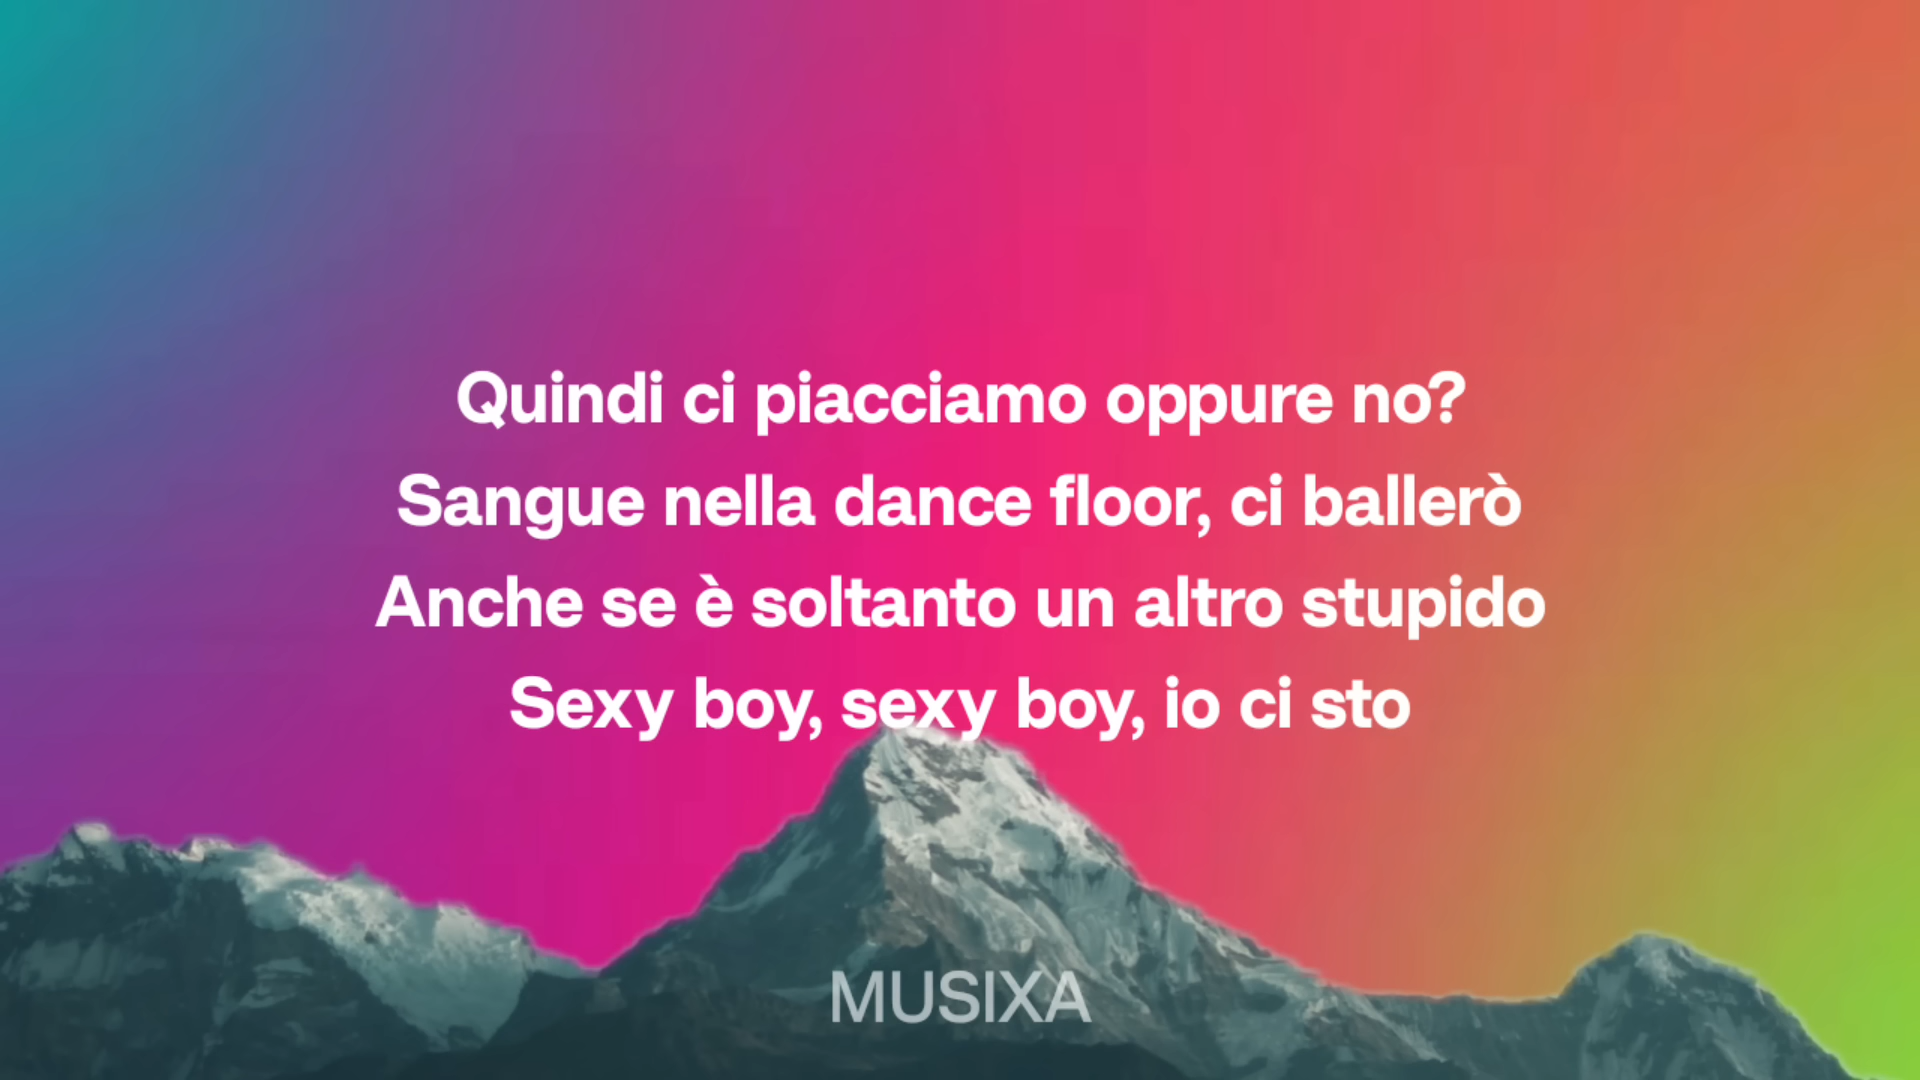 Quindi ci piacciamo oppure no?
Sangue nella dance floor, ci ballerò
Anche se è soltanto un altro stupido
Sexy boy, sexy boy, io ci sto
MUSIXA